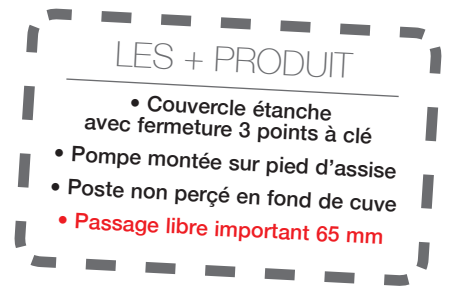 LES + PRODUIT
• Couvercle étanche
avec fermeture 3 points à clé
• Pompe montée sur pied d'assise
• Poste non perçé en fond de cuve
• Passage libre important 65 mm